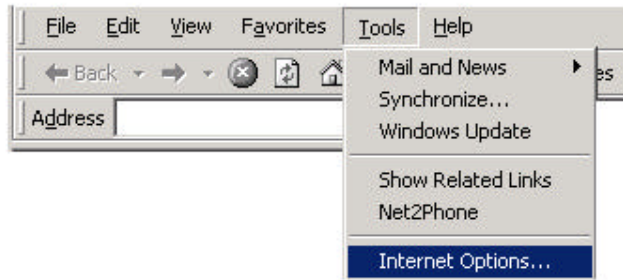 File Edit View Favorites Tools Help
Back
Mail and News
es
Synchronize...
Address
Windows Update
Show Related Links
Net2Phone
Internet Options...